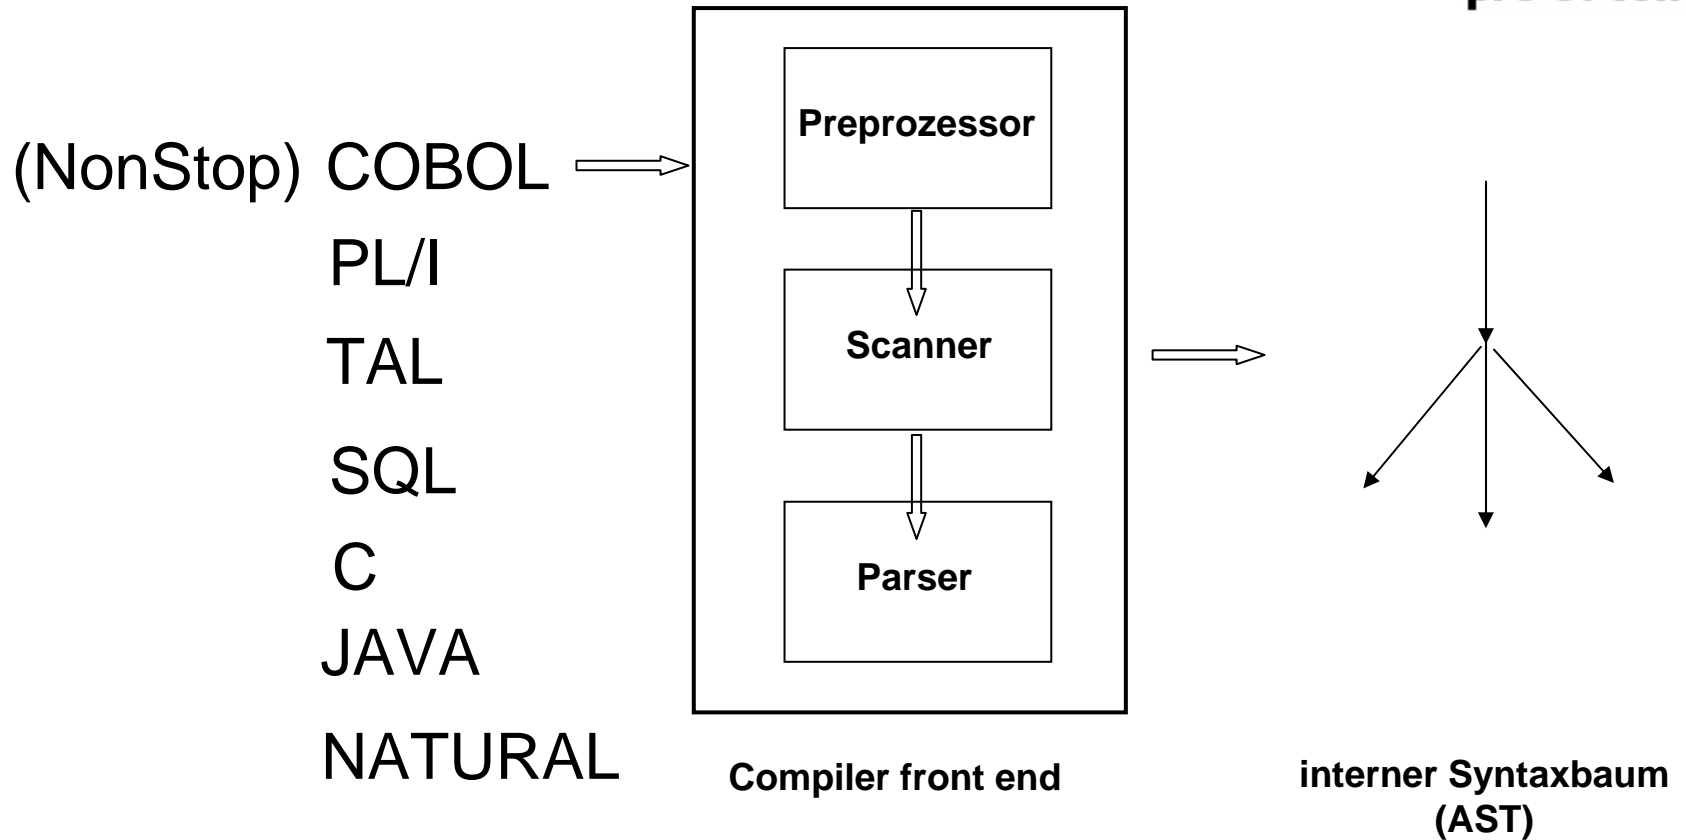 (NonStop) COBOL
PL/I
TAL
SQL
C
JAVA
NATURAL
Preprozessor
Scanner
Parser
Compiler front end
interner Syntaxbaum
(AST)